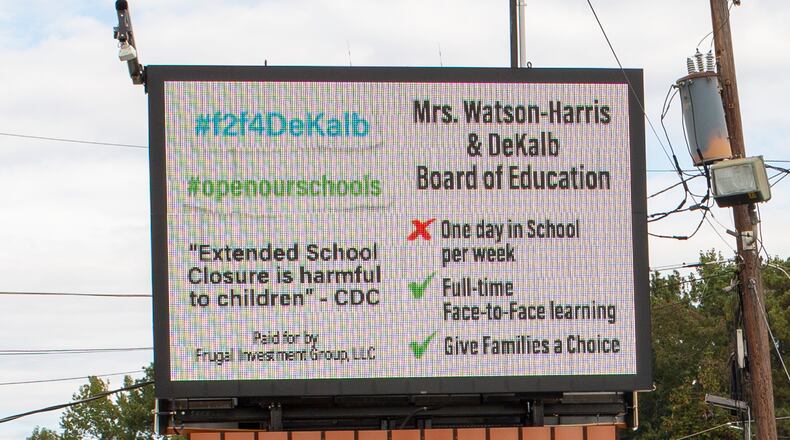 #f2f4DeKalb
#openourschools
"Extended School
Closure is harmful
to children" - CDC
Paid for by
Frugal Investment Group, LLC
Mrs. Watson-Harris
& DeKalb
Board of Education
One day in School
per week
Full-time
Face-to-Face learning
Give Families a Choice